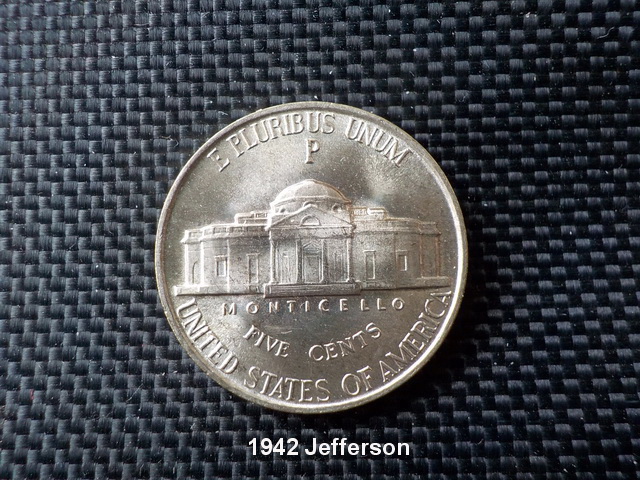 E PLURIBUS UNUM
P
MONTICELLO
FIVE CENTS
UNITED STATES OF AMERICA
1942 Jefferson